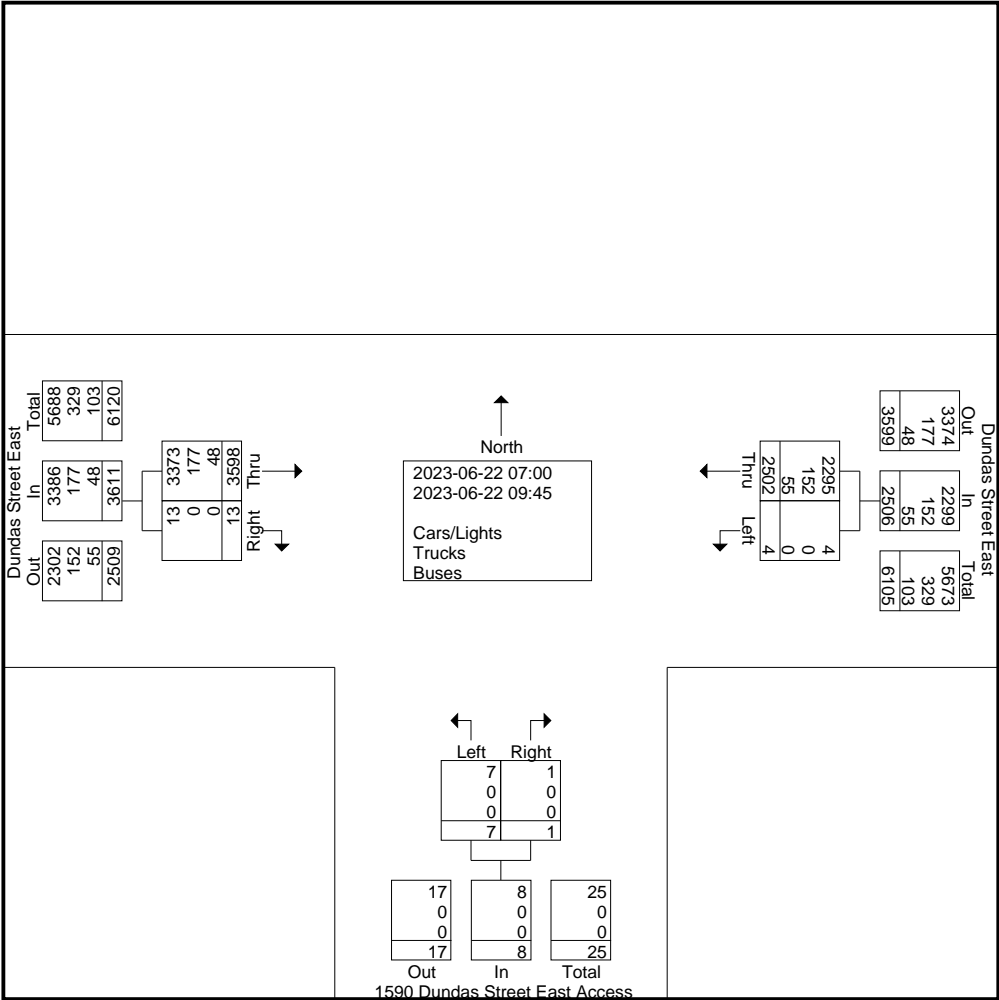 Dundas Street East
Total
5688
329
103
6120
In
3386
177
48
3611
Out
2302
152
55
2509
Thru
3373
177
48
3598
Right
13
0
0
13
North
2023-06-22 07:00
2023-06-22 09:45
Cars/Lights
Trucks
Buses
Dundas Street East
Out
3374
177
48
3599
In
2299
152
55
2506
Total
5673
329
103
6105
Thru
2295
152
55
2502
Left
4
0
0
4
Left Right
7 1
0 0
0 0
7 1
17 8 25
0 0 0
0 0 0
17 8 25
Out In Total
1590 Dundas Street East Access